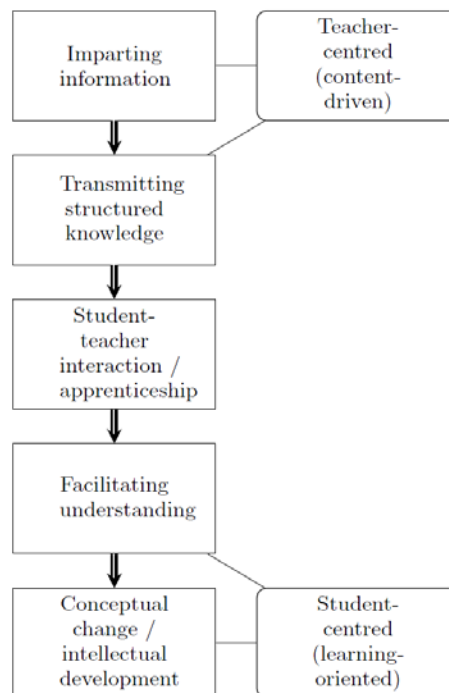 Imparting
information
Teacher-
centred
(content-
driven)
Transmitting
structured
knowledge
Student-
teacher
interaction /
apprenticeship
Facilitating
understanding
Conceptual
change /
intellectual
development
Student-
centred
(learning-
oriented)